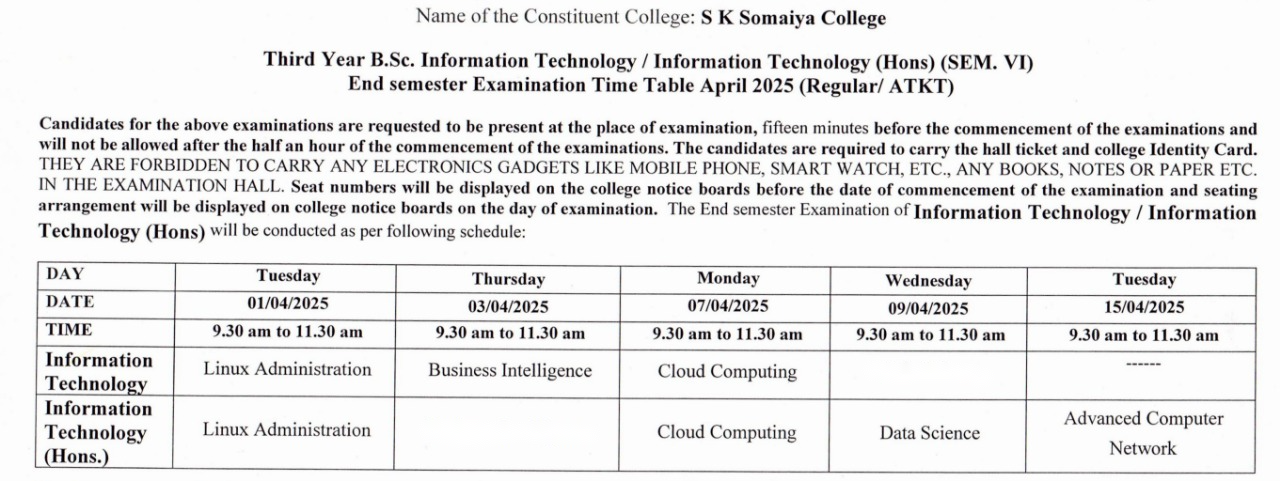 Name of the Constituent College: S K Somaiya College
Third Year B.Sc. Information Technology / Information Technology (Hons) (SEM. VI)
End semester Examination Time Table April 2025 (Regular/ ATKT)
Candidates for the above examinations are requested to be present at the place of examination, fifteen minutes before the commencement of the examinations and
will not be allowed after the half an hour of the commencement of the examinations. The candidates are required to carry the hall ticket and college Identity Card.
THEY ARE FORBIDDEN TO CARRY ANY ELECTRONICS GADGETS LIKE MOBILE PHONE, SMART WATCH, ETC., ANY BOOKS, NOTES OR PAPER ETC.
IN THE EXAMINATION HALL. Seat numbers will be displayed on the college notice boards before the date of commencement of the examination and seating
arrangement will be displayed on college notice boards on the day of examination. The End semester Examination of Information Technology / Information
Technology (Hons) will be conducted as per following schedule:
DAY Tuesday Thursday Monday Wednesday Tuesday
DATE 01/04/2025 03/04/2025 07/04/2025 09/04/2025 15/04/2025
TIME 9.30 am to 11.30 am 9.30 am to 11.30 am 9.30 am to 11.30 am 9.30 am to 11.30 am 9.30 am to 11.30 am
Information
Technology Linux Administration Business Intelligence Cloud Computing ------
Information
Technology
(Hons.) Linux Administration Cloud Computing Data Science Advanced Computer
Network